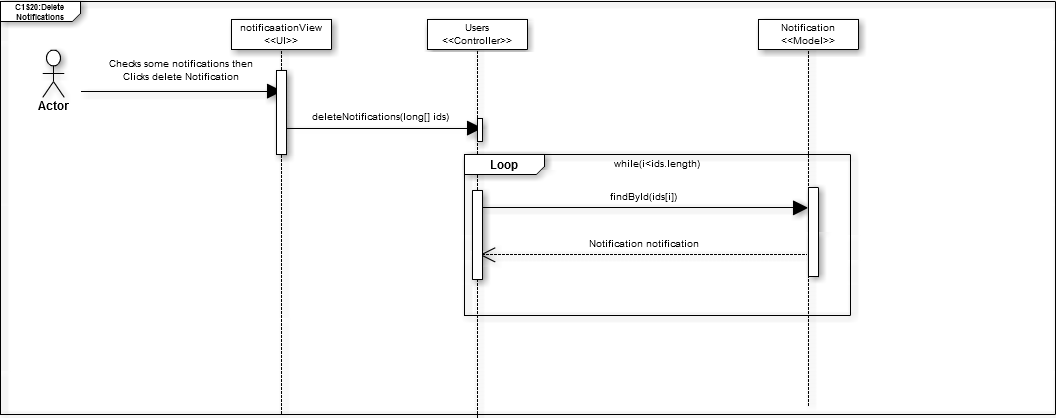 C1S20:Delete
Notifications
notificaationView
<<UI>>
Users
<<Controller>>
Notification
<<Model>>
Checks some notifications then
Clicks delete Notification
Actor
deleteNotifications(long[] ids)
Loop
while(i<ids.length)
findById(ids[i])
Notification notification